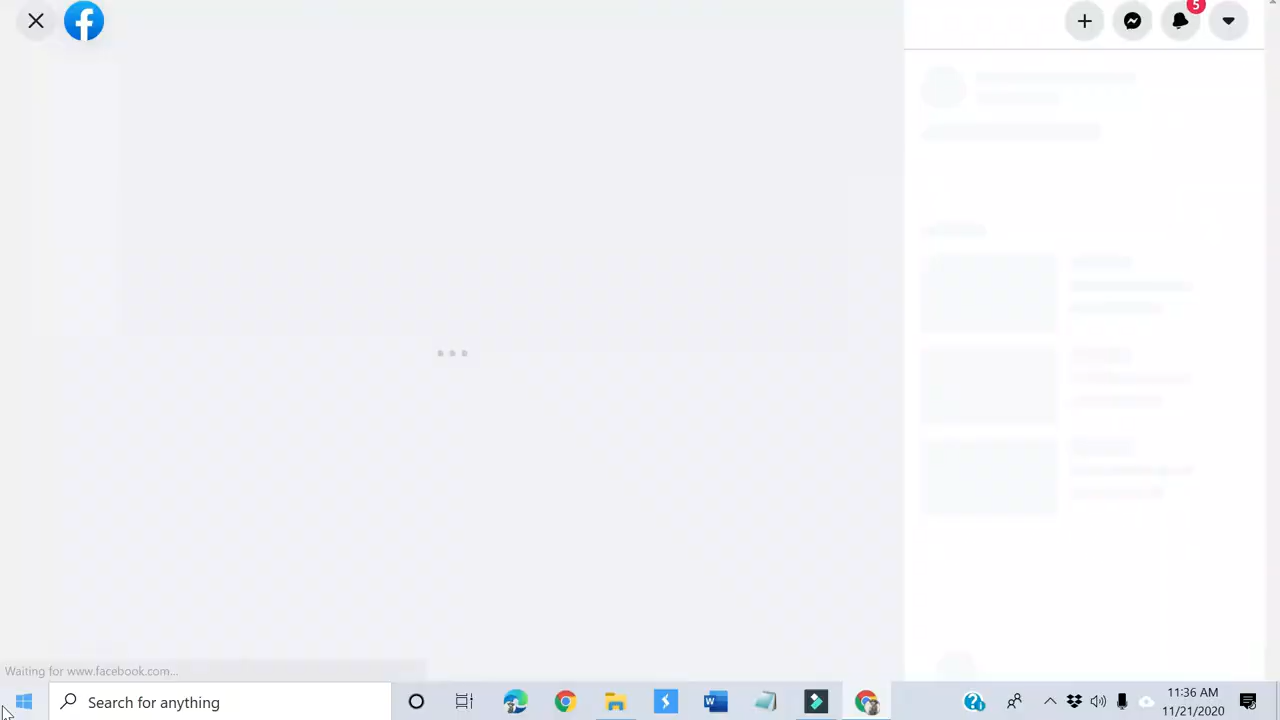 5
Waiting for www.facebook.com...
Search for anything
11:36 AM
11/21/2020